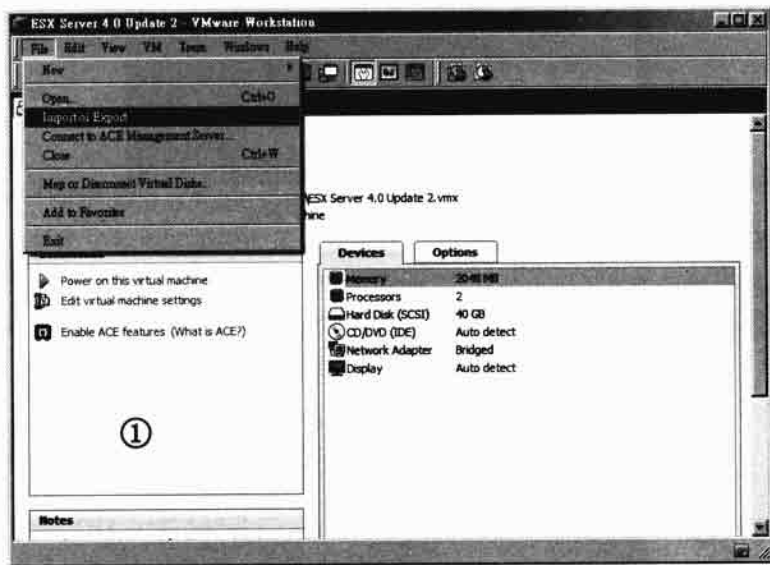 ESX Server 4.0 Update 2 - VMware Workstation
File Edit View VM Team Windows Help
New
Open... Ctrl+O
Import or Export...
Connect to ACE Management Server...
Close Ctrl+W
Map or Disconnect Virtual Disks...
Add to Favorites
Exit
ESX Server 4.0 Update 2.vmx
hine
Devices Options
Power on this virtual machine
Edit virtual machine settings
Enable ACE features (What is ACE?)
Memory 2048 MB
Processors 2
Hard Disk (SCSI) 40 GB
CD/DVD (IDE) Auto detect
Network Adapter Bridged
Display Auto detect
①
Notes